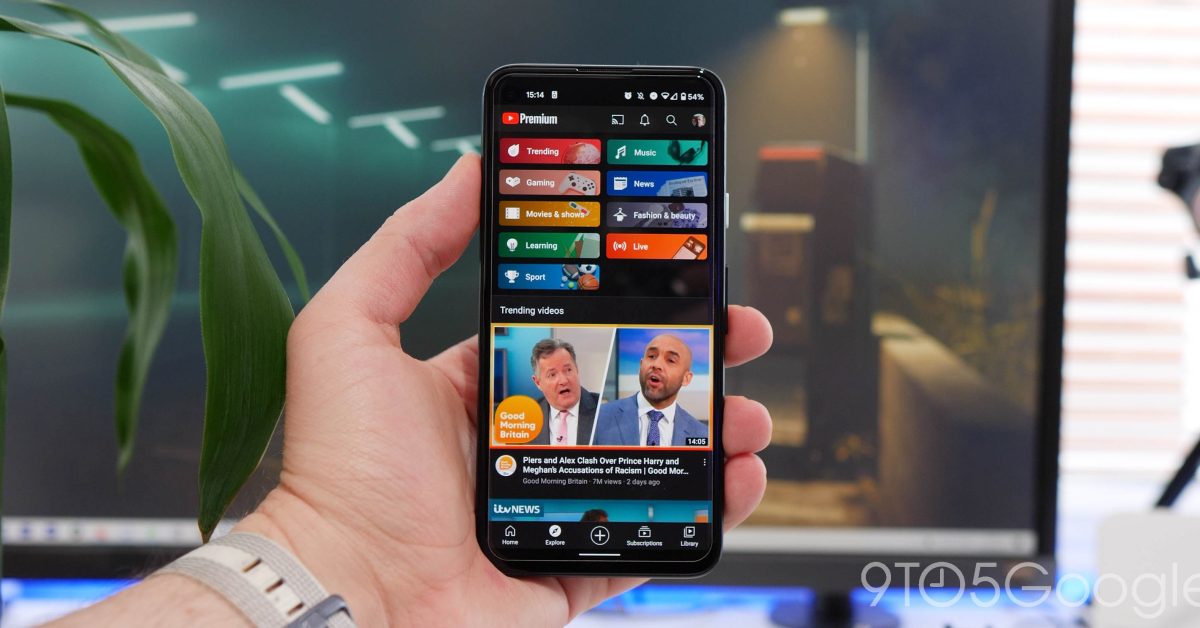 15:14
54%
Premium
Trending
Music
Gaming
News
Movies & shows
Fashion & beauty
Learning
Live
Sport
Trending videos
Good
Morning
Britain
14:05
Piers and Alex Clash Over Prince Harry and
Meghan's Accusations of Racism | Good Mor...
Good Morning Britain · 7M views · 2 days ago
itv NEWS
Home
Explore
Subscriptions
Library
9TO5Google